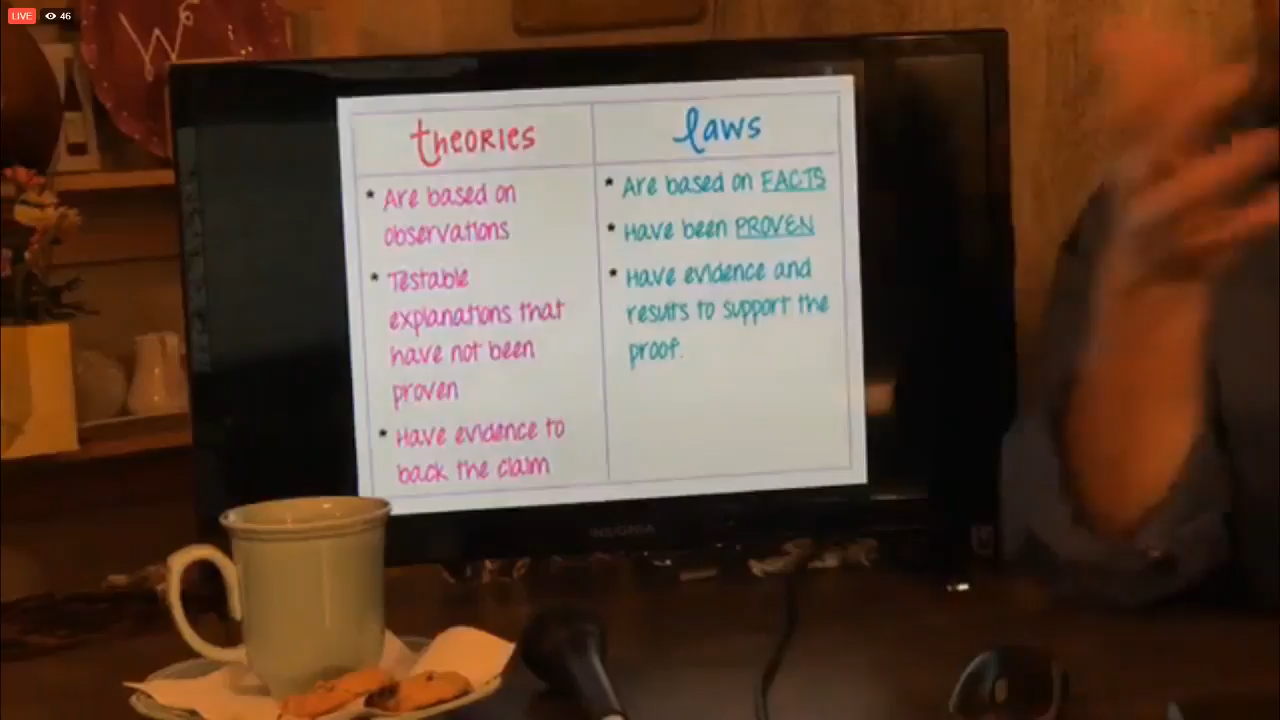 LIVE 46
W
theories
* Are based on
observations
* Testable
explanations that
have not been
proven
* Have evidence to
back the claim
laws
* Are based on FACTS
* Have been PROVEN
* Have evidence and
results to support the
proof.
INSIGNIA